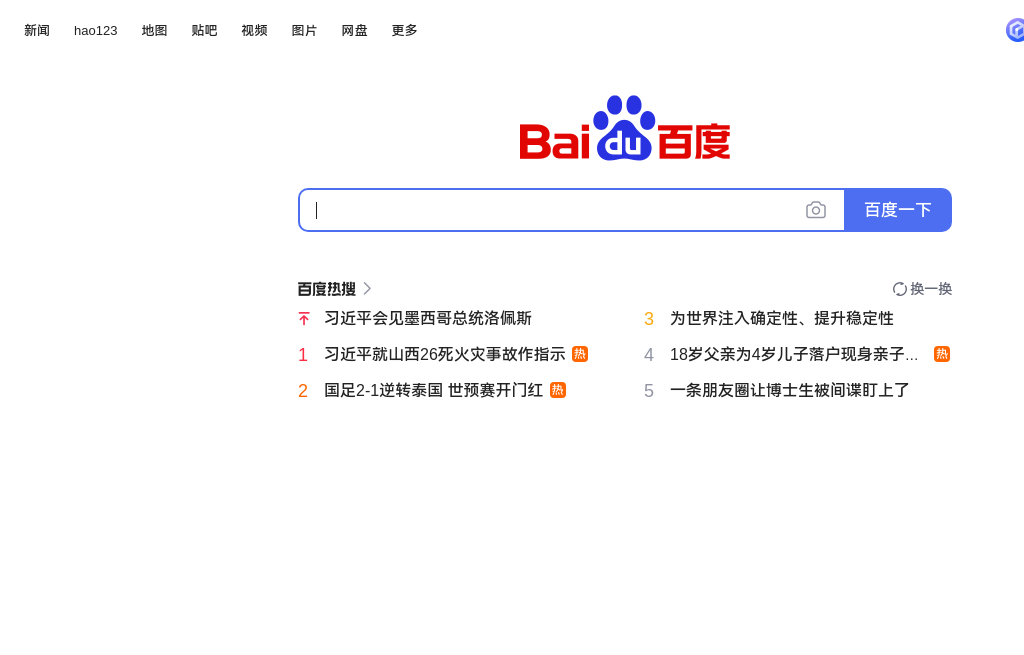 新闻 hao123 地图 贴吧 视频 图片 网盘 更多
Bai du 百度
百度一下
百度热搜 换一换
习近平会见墨西哥总统洛佩斯
1 习近平就山西26死火灾事故作指示 热
2 国足2-1逆转泰国 世预赛开门红 热
3 为世界注入确定性、提升稳定性
4 18岁父亲为4岁儿子落户现身亲子... 热
5 一条朋友圈让博士生被间谍盯上了